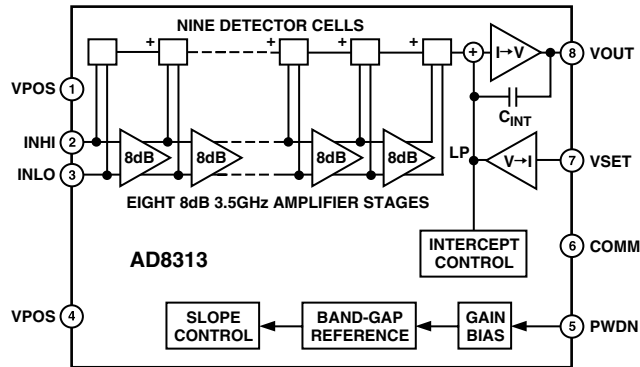 NINE DETECTOR CELLS
+ + + + +
I→V
8 VOUT
VPOS 1
C_INT
INHI 2
8dB 8dB 8dB 8dB
LP
V→I
7 VSET
INLO 3
EIGHT 8dB 3.5GHz AMPLIFIER STAGES
INTERCEPT
CONTROL
6 COMM
AD8313
VPOS 4
SLOPE
CONTROL
BAND-GAP
REFERENCE
GAIN
BIAS
5 PWDN